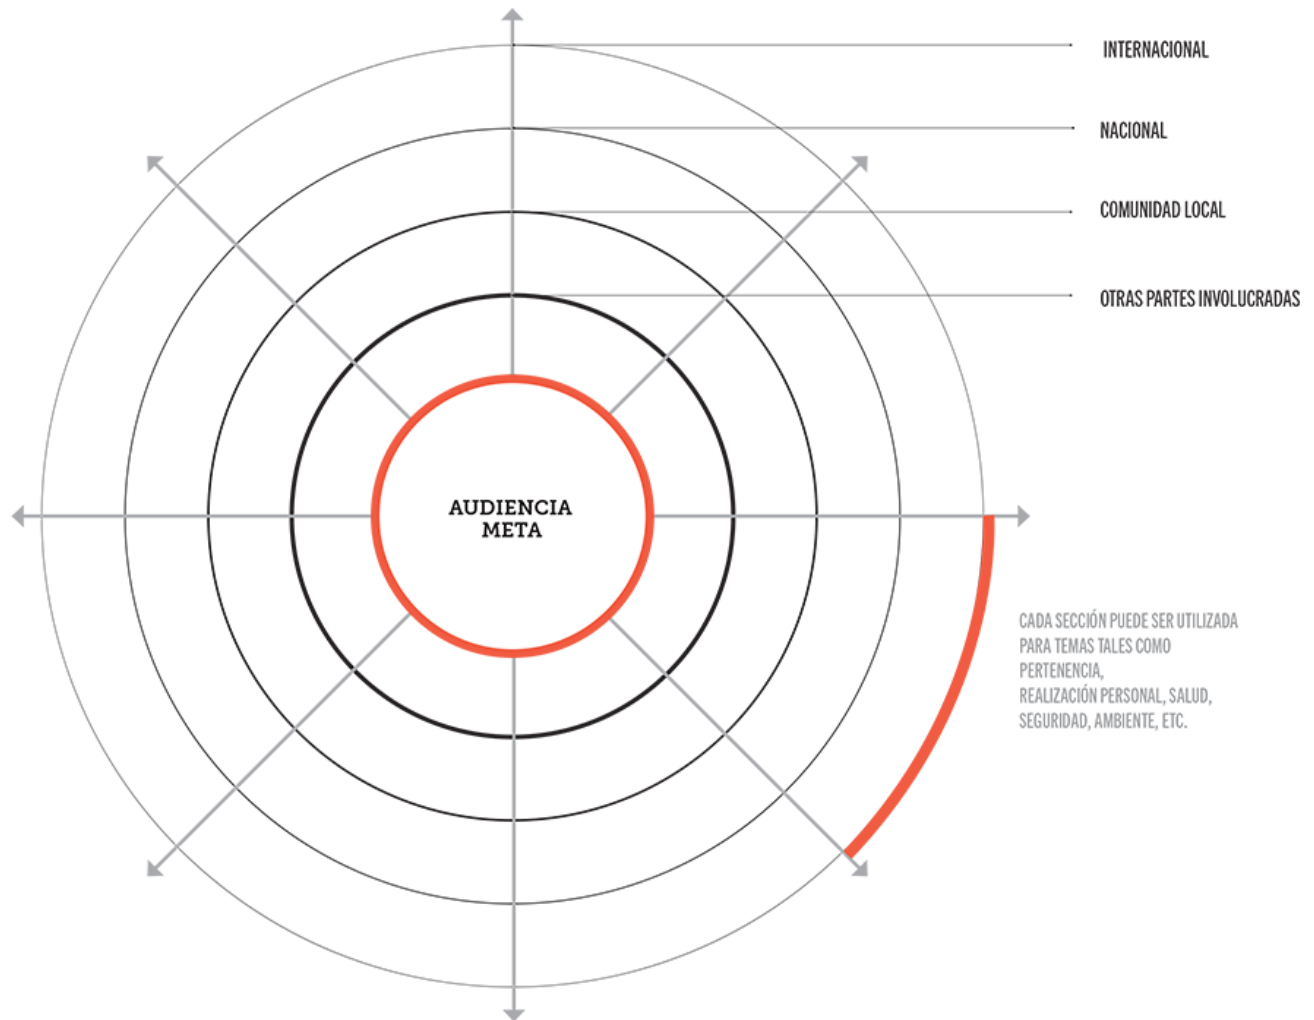 INTERNACIONAL
NACIONAL
COMUNIDAD LOCAL
OTRAS PARTES INVOLUCRADAS
AUDIENCIA
META
CADA SECCIÓN PUEDE SER UTILIZADA
PARA TEMAS TALES COMO
PERTENENCIA,
REALIZACIÓN PERSONAL, SALUD,
SEGURIDAD, AMBIENTE, ETC.